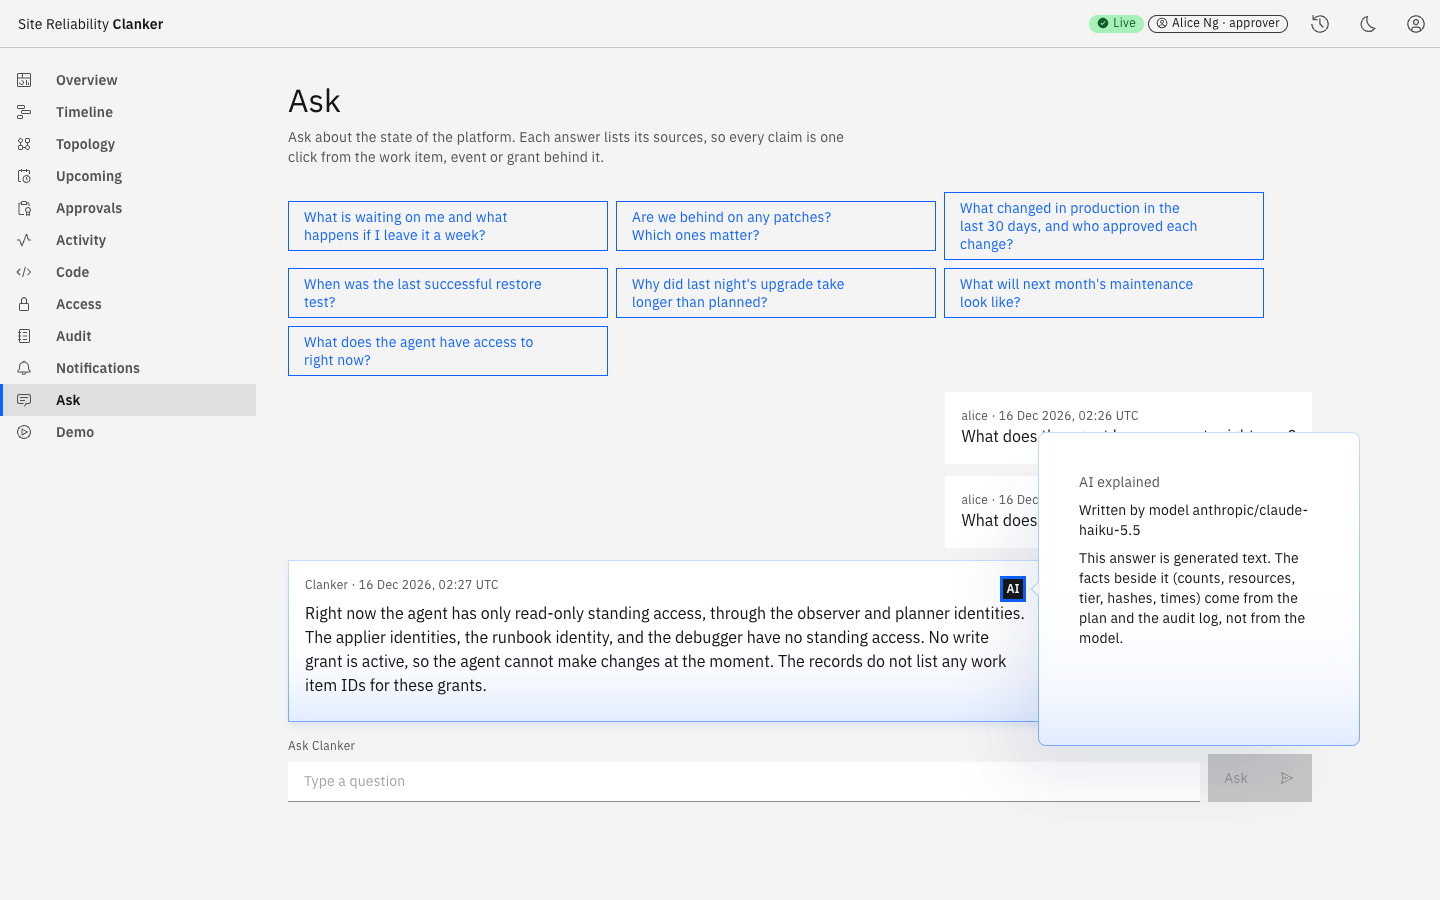 Site Reliability Clanker
Live
Alice Ng · approver
Overview
Timeline
Topology
Upcoming
Approvals
Activity
Code
Access
Audit
Notifications
Ask
Demo
Ask
Ask about the state of the platform. Each answer lists its sources, so every claim is one
click from the work item, event or grant behind it.
What is waiting on me and what
happens if I leave it a week?
Are we behind on any patches?
Which ones matter?
What changed in production in the
last 30 days, and who approved each
change?
When was the last successful restore
test?
Why did last night's upgrade take
longer than planned?
What will next month's maintenance
look like?
What does the agent have access to
right now?
alice · 16 Dec 2026, 02:26 UTC
What does
alice · 16 Dec
What does
Clanker · 16 Dec 2026, 02:27 UTC
AI
Right now the agent has only read-only standing access, through the observer and planner identities.
The applier identities, the runbook identity, and the debugger have no standing access. No write
grant is active, so the agent cannot make changes at the moment. The records do not list any work
item IDs for these grants.
AI explained
Written by model anthropic/claude-
haiku-5.5
This answer is generated text. The
facts beside it (counts, resources,
tier, hashes, times) come from the
plan and the audit log, not from the
model.
Ask Clanker
Type a question
Ask